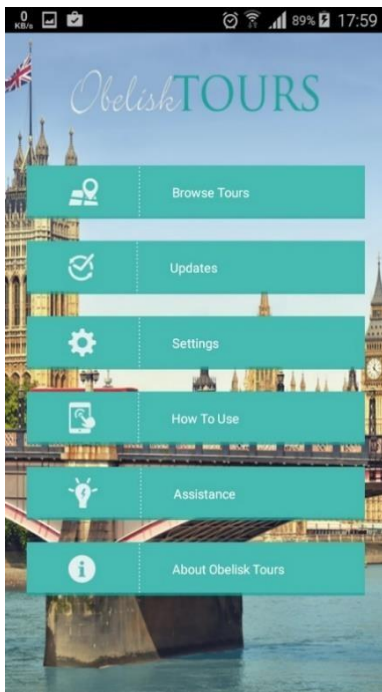 0
KB/s
89% 17:59
ObeliskTOURS
Browse Tours
Updates
Settings
How To Use
Assistance
About Obelisk Tours